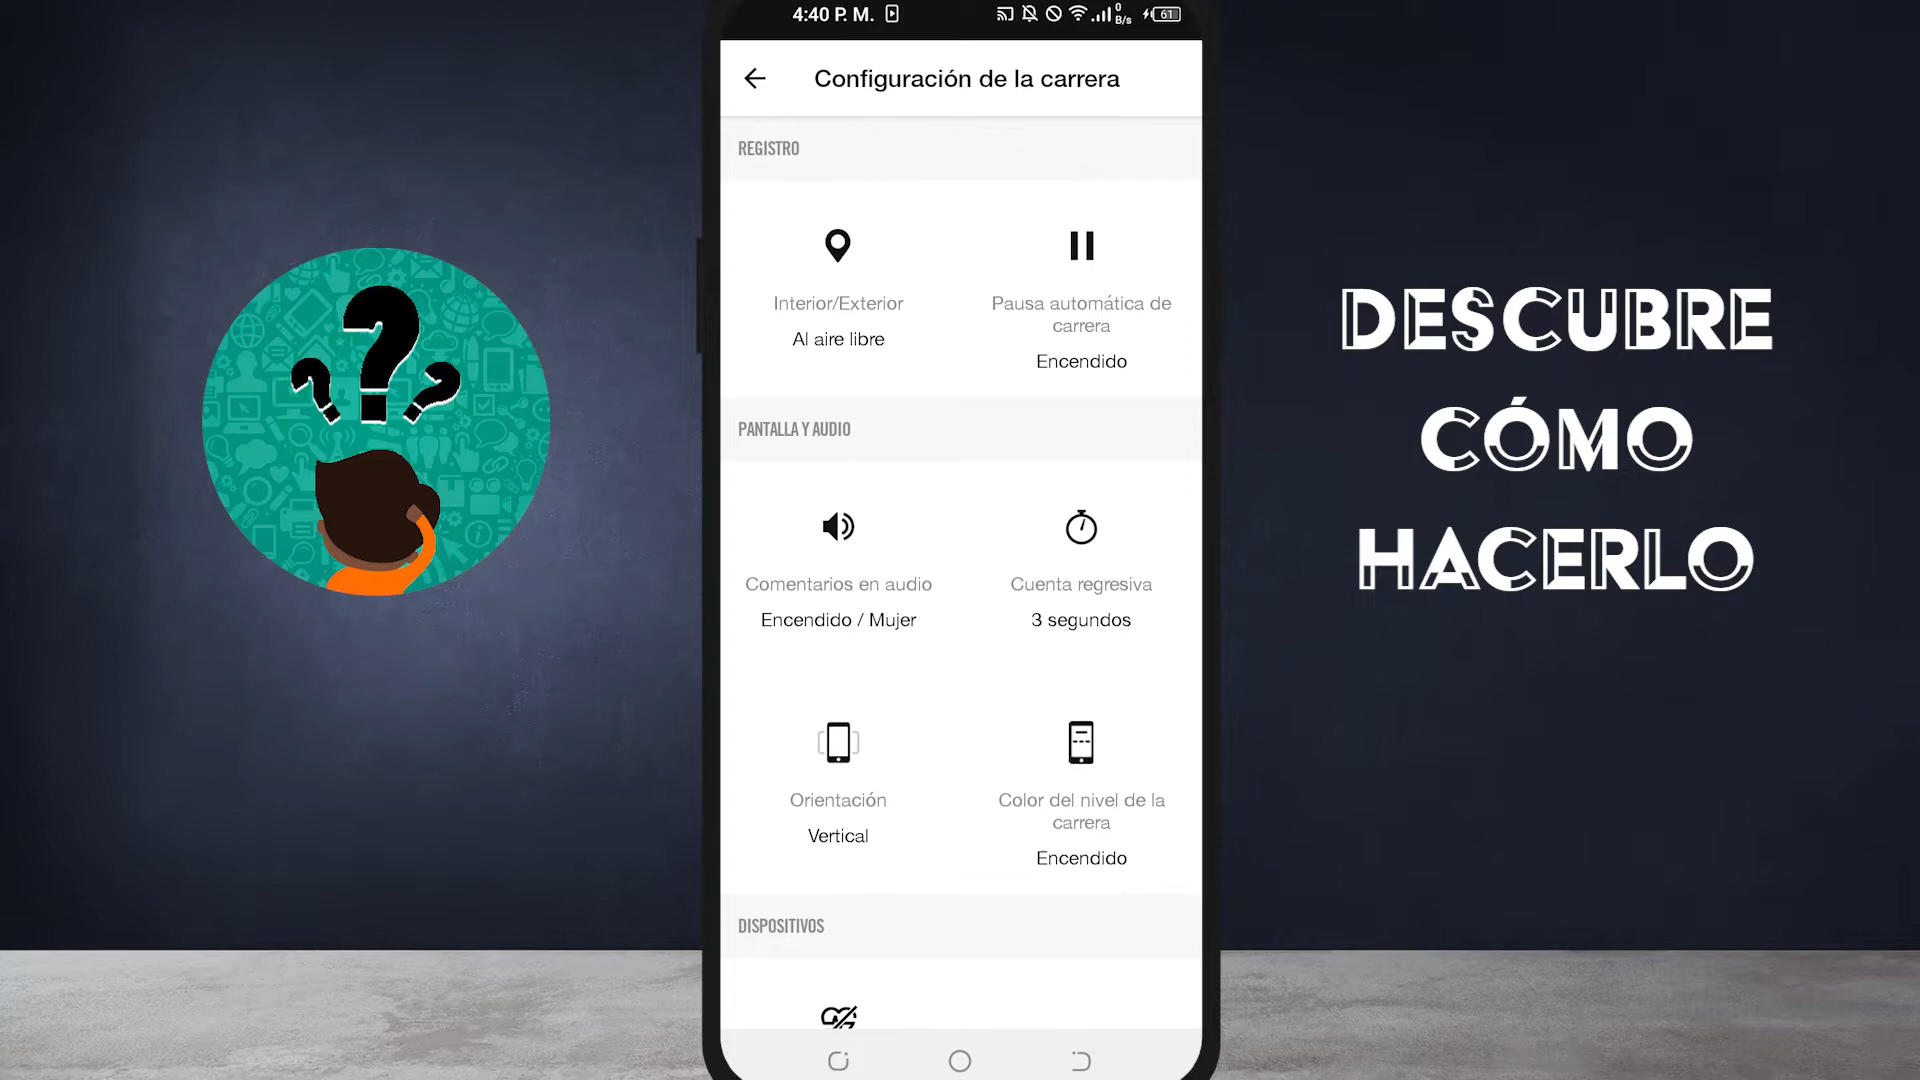 4:40 P. M.
0
B/s
61
Configuración de la carrera
REGISTRO
Interior/Exterior
Al aire libre
Pausa automática de
carrera
Encendido
PANTALLA Y AUDIO
Comentarios en audio
Encendido / Mujer
Cuenta regresiva
3 segundos
Orientación
Vertical
Color del nivel de la
carrera
Encendido
DISPOSITIVOS
DESCUBRE
CÓMO
HACERLO